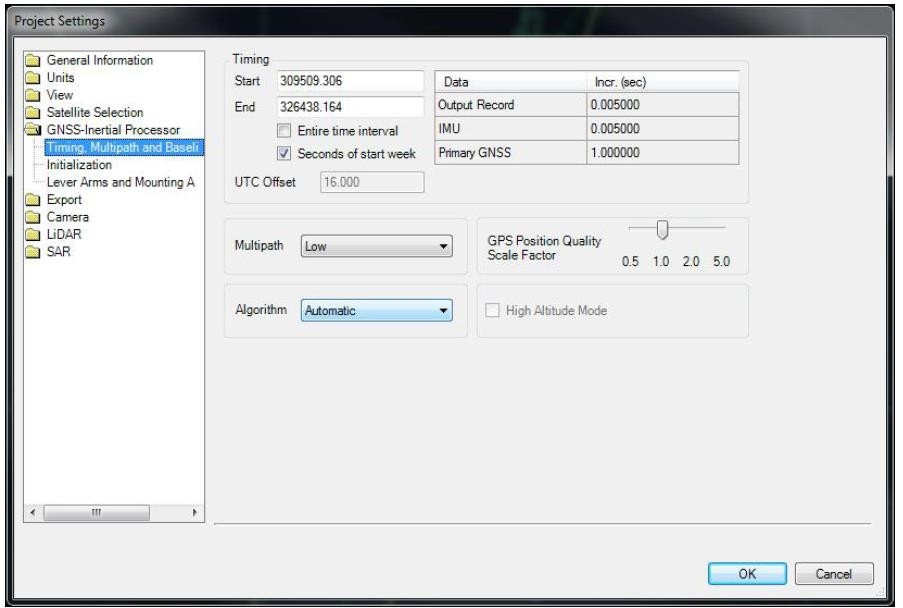 Project Settings
General Information
Units
View
Satellite Selection
GNSS-Inertial Processor
Timing, Multipath and Baseli
Initialization
Lever Arms and Mounting A
Export
Camera
LiDAR
SAR
Timing
Start 309509.306
End 326438.164
Entire time interval
Seconds of start week
UTC Offset 16.000
Data Incr. (sec)
Output Record 0.005000
IMU 0.005000
Primary GNSS 1.000000
Multipath Low
GPS Position Quality
Scale Factor
0.5 1.0 2.0 5.0
Algorithm Automatic
High Altitude Mode
OK Cancel